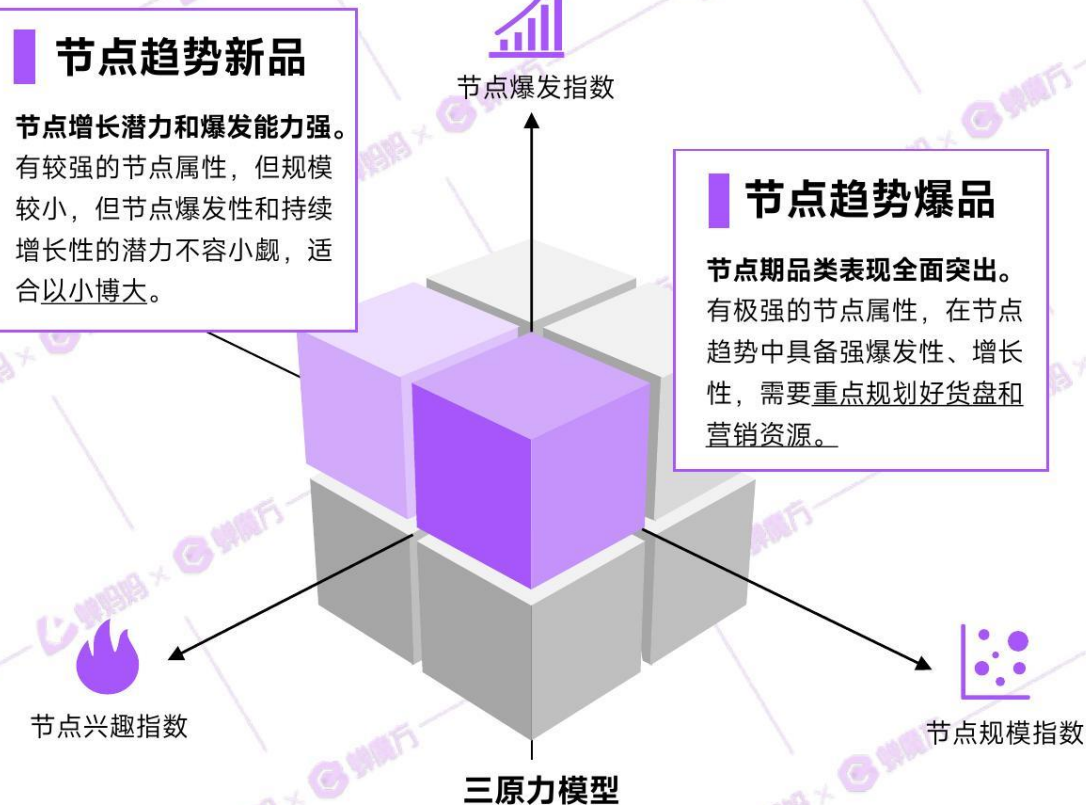 节点趋势新品
节点增长潜力和爆发能力强。
有较强的节点属性，但规模
较小，但节点爆发性和持续
增长性的潜力不容小觑，适
合以小博大。
节点爆发指数
节点趋势爆品
节点期品类表现全面突出。
有极强的节点属性，在节点
趋势中具备强爆发性、增长
性，需要重点规划好货盘和
营销资源。
节点兴趣指数
节点规模指数
三原力模型
蝉妈妈 × 蝉魔方